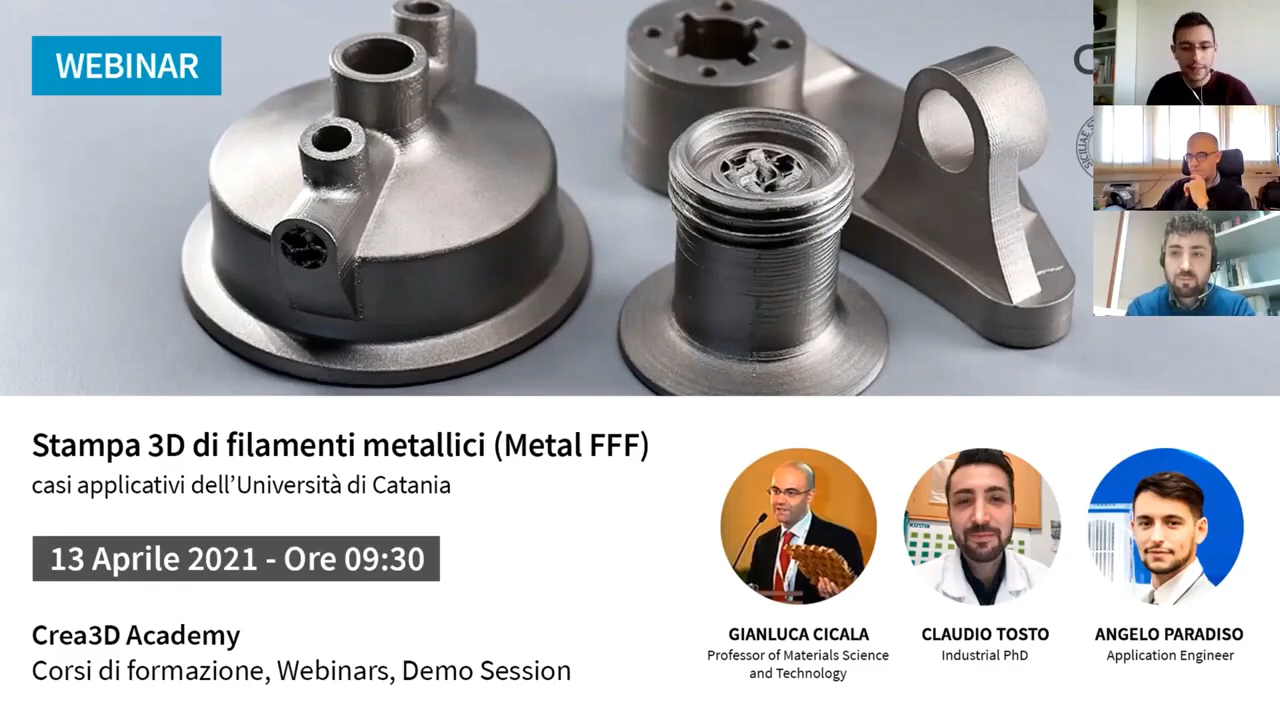 WEBINAR
SICILIAE
Stampa 3D di filamenti metallici (Metal FFF)
casi applicativi dell’Università di Catania
13 Aprile 2021 - Ore 09:30
Crea3D Academy
Corsi di formazione, Webinars, Demo Session
GIANLUCA CICALA
Professor of Materials Science
and Technology
CLAUDIO TOSTO
Industrial PhD
ANGELO PARADISO
Application Engineer